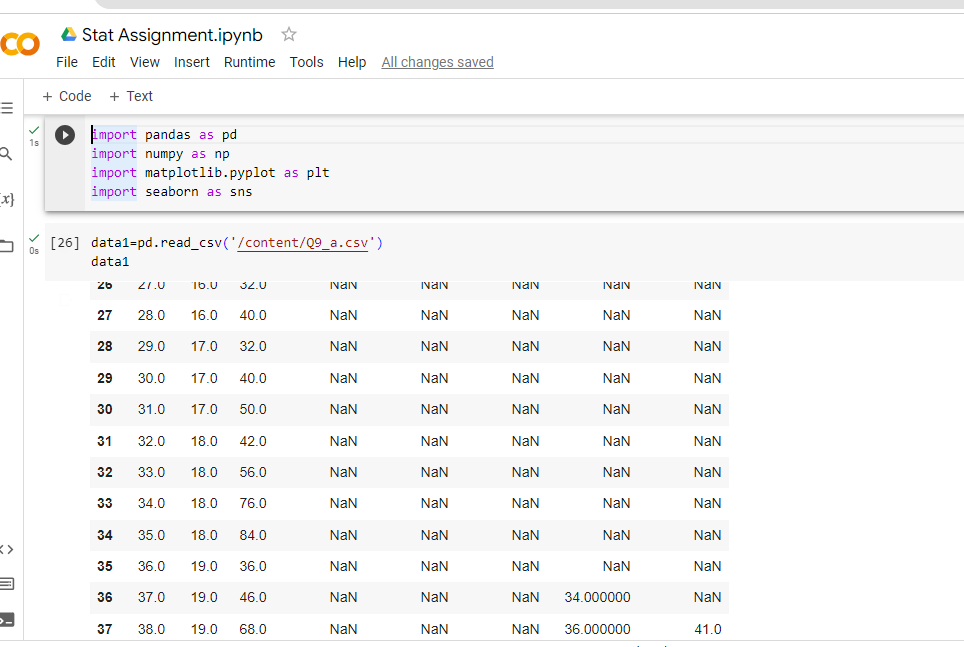 Stat Assignment.ipynb
File Edit View Insert Runtime Tools Help All changes saved
+ Code + Text
1s
import pandas as pd
import numpy as np
import matplotlib.pyplot as plt
import seaborn as sns
{x}
0s [26] data1=pd.read_csv('/content/Q9_a.csv')
data1
26 27.0 16.0 32.0 NaN NaN NaN NaN NaN
27 28.0 16.0 40.0 NaN NaN NaN NaN NaN
28 29.0 17.0 32.0 NaN NaN NaN NaN NaN
29 30.0 17.0 40.0 NaN NaN NaN NaN NaN
30 31.0 17.0 50.0 NaN NaN NaN NaN NaN
31 32.0 18.0 42.0 NaN NaN NaN NaN NaN
32 33.0 18.0 56.0 NaN NaN NaN NaN NaN
33 34.0 18.0 76.0 NaN NaN NaN NaN NaN
34 35.0 18.0 84.0 NaN NaN NaN NaN NaN
35 36.0 19.0 36.0 NaN NaN NaN NaN NaN
36 37.0 19.0 46.0 NaN NaN NaN 34.000000 NaN
37 38.0 19.0 68.0 NaN NaN NaN 36.000000 41.0